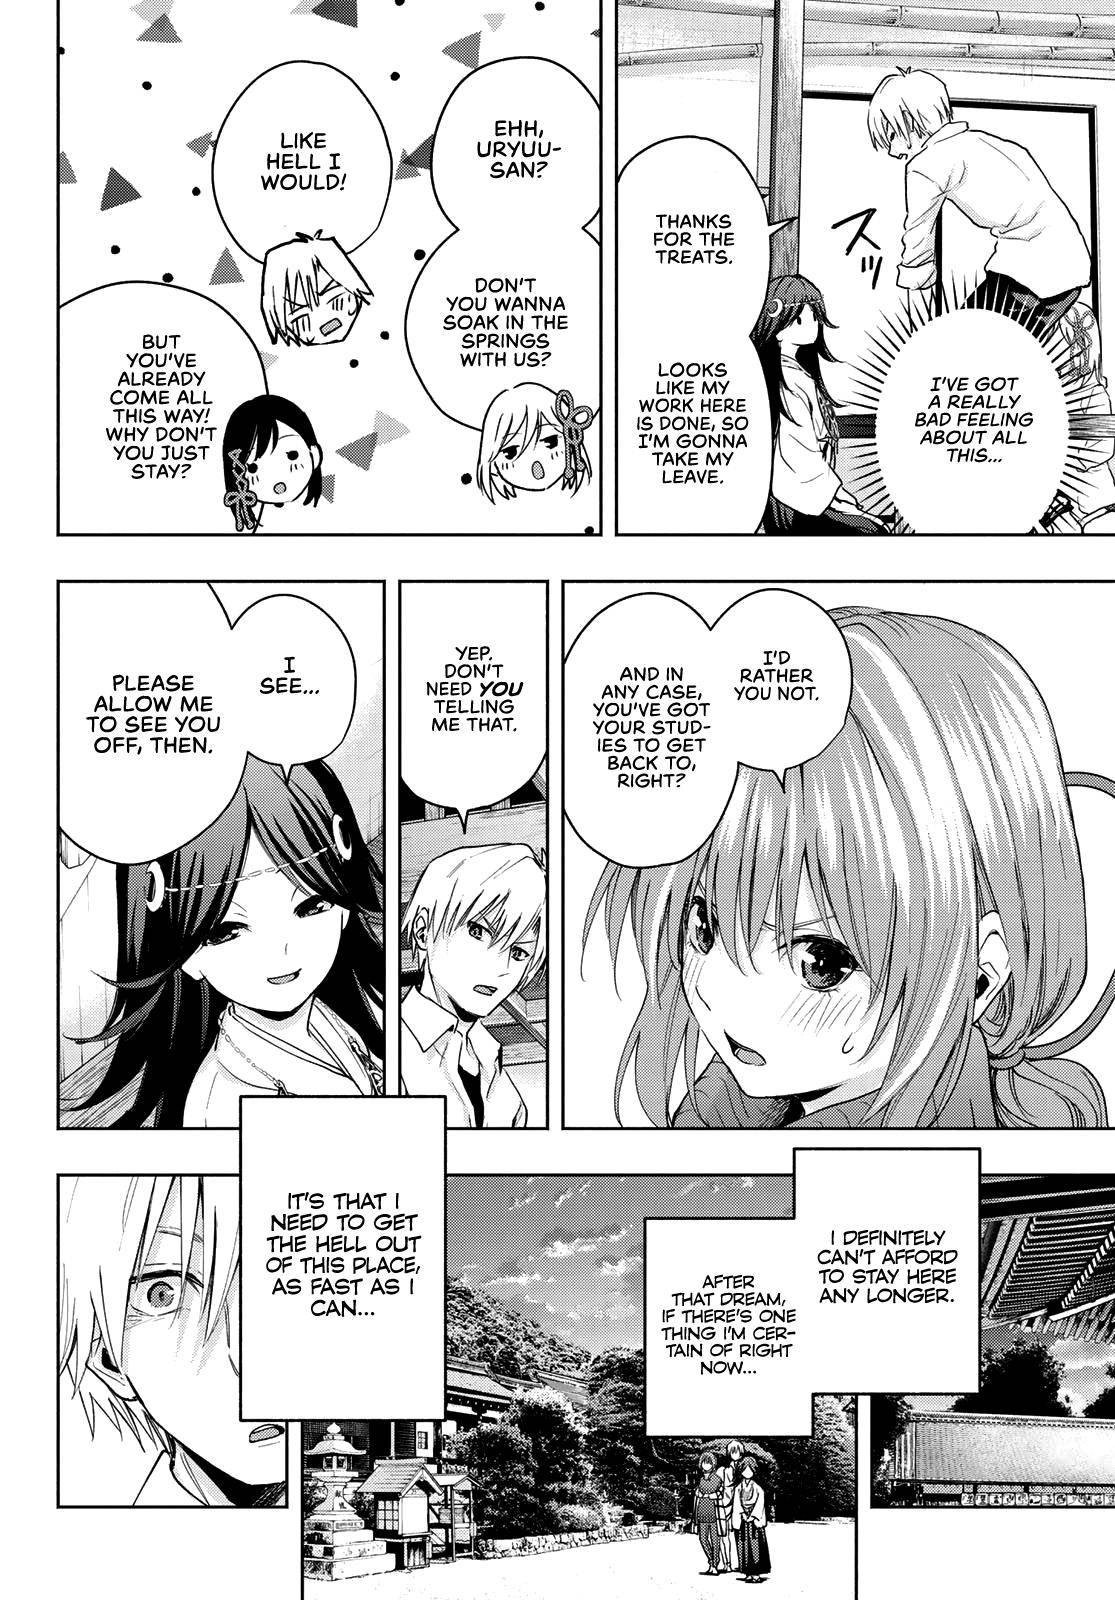 THANKS
FOR THE
TREATS.
LOOKS
LIKE MY
WORK HERE
IS DONE, SO
I'M GONNA
TAKE MY
LEAVE.
スッ
I'VE GOT
A REALLY
BAD FEELING
ABOUT ALL
THIS...
EHH,
URYUU-
SAN?
DON'T
YOU WANNA
SOAK IN THE
SPRINGS
WITH US?
LIKE
HELL I
WOULD!
BUT
YOU'VE
ALREADY
COME ALL
THIS WAY!
WHY DON'T
YOU JUST
STAY?
I'D
RATHER
YOU NOT.
AND IN
ANY CASE,
YOU'VE GOT
YOUR STUD-
IES TO GET
BACK TO,
RIGHT?
YEP.
DON'T
NEED YOU
TELLING
ME THAT.
I
SEE...
PLEASE
ALLOW ME
TO SEE YOU
OFF, THEN.
I DEFINITELY
CAN'T AFFORD
TO STAY HERE
ANY LONGER.
AFTER
THAT DREAM,
IF THERE'S ONE
THING I'M CER-
TAIN OF RIGHT
NOW...
IT'S THAT I
NEED TO GET
THE HELL OUT
OF THIS PLACE,
AS FAST AS I
CAN...